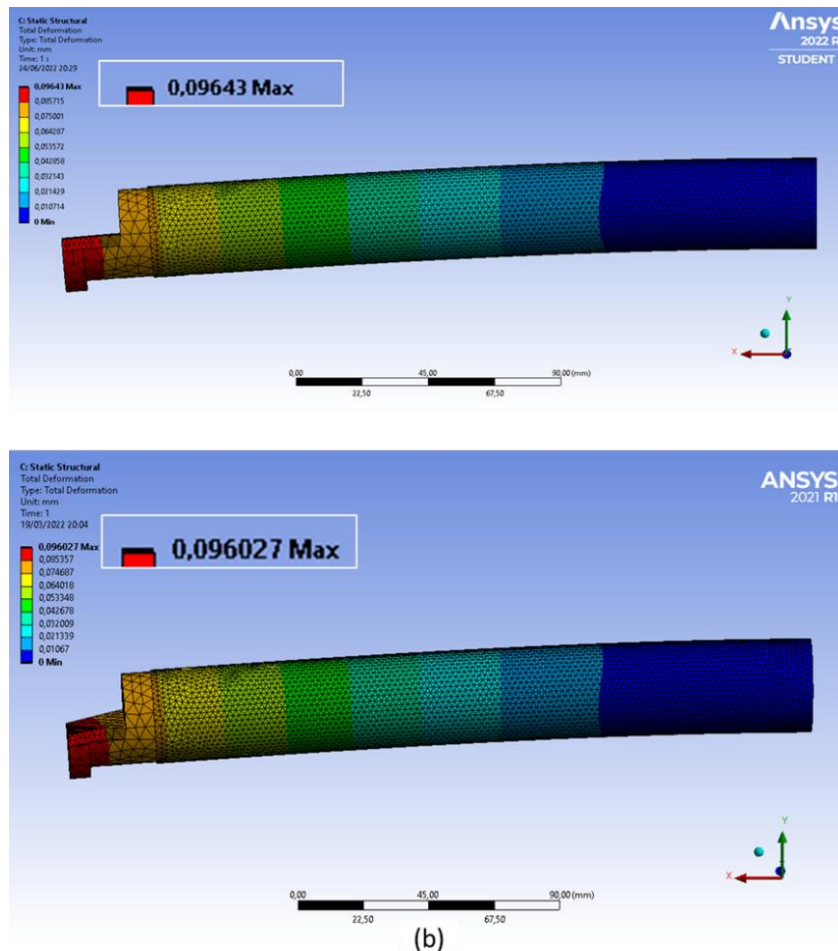 C: Static Structural
Total Deformation
Type: Total Deformation
Unit: mm
Time: 1 s
24/06/2022 20:29
0,09643 Max
0,085715
0,075001
0,064287
0,053572
0,042858
0,032143
0,021429
0,010714
0 Min
0,09643 Max
Ansys
2022 R
STUDENT
Y
X
0,00 45,00 90,00 (mm)
22,50 67,50
C: Static Structural
Total Deformation
Type: Total Deformation
Unit: mm
Time: 1
19/03/2022 20:04
0,096027 Max
0,085357
0,074687
0,064018
0,053348
0,042678
0,032009
0,021339
0,01067
0 Min
0,096027 Max
ANSYS
2021 R1
Y
X
0,00 45,00 90,00 (mm)
22,50 67,50
(b)